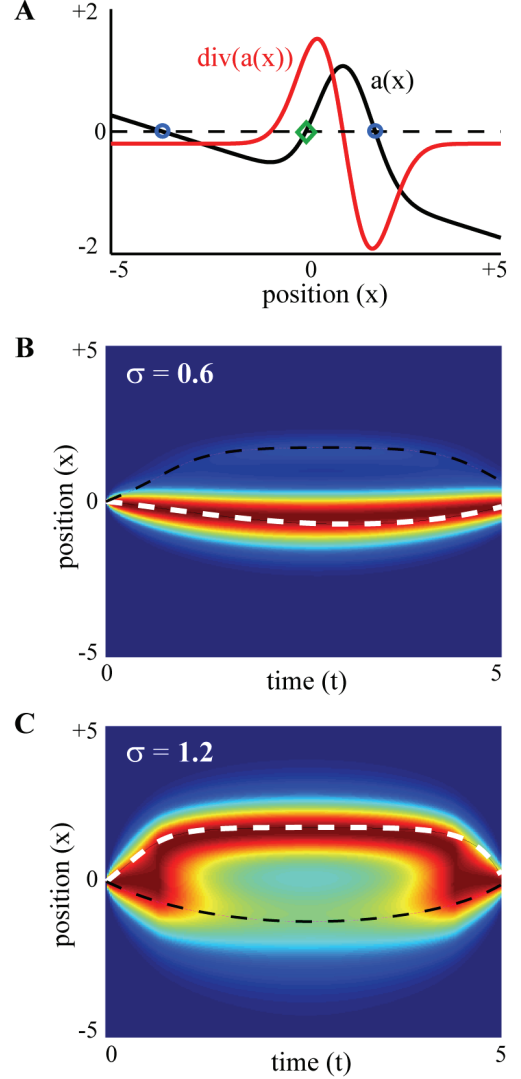 A
+2
div(a(x))
a(x)
0
-2
-5
0
+5
position (x)
B
+5
σ = 0.6
position (x)
0
-5
0
5
time (t)
C
+5
σ = 1.2
position (x)
0
-5
0
5
time (t)